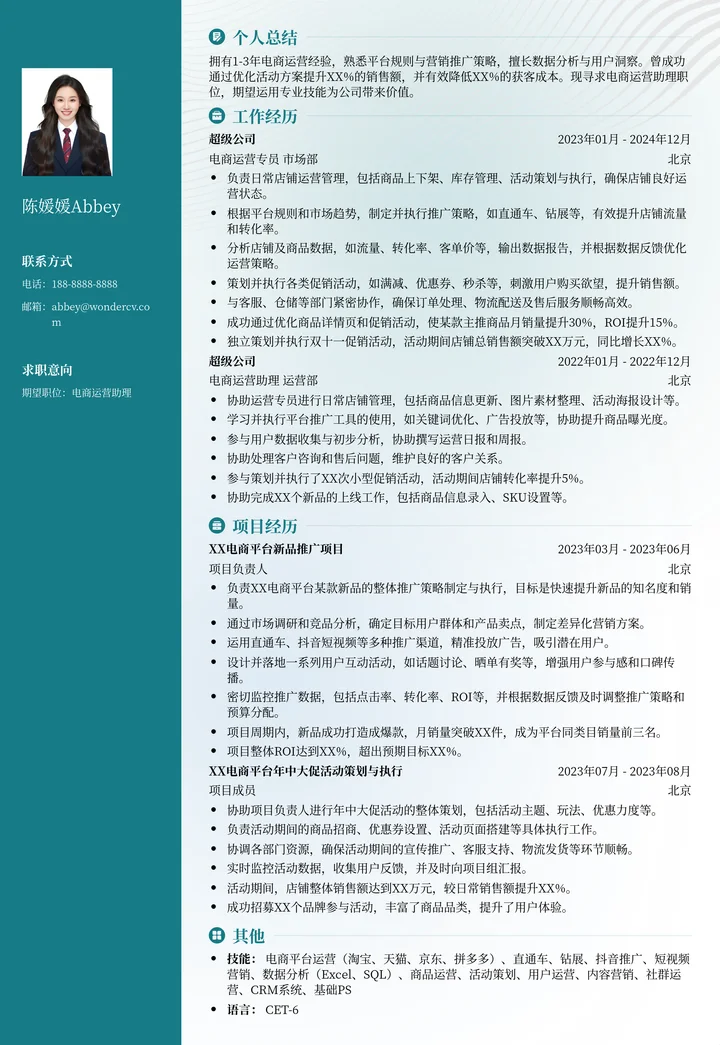 陈媛媛Abbey
联系方式
电话：188-8888-8888
邮箱：abbey@wondercv.co
m
求职意向
期望职位：电商运营助理
个人总结
拥有1-3年电商运营经验，熟悉平台规则与营销推广策略，擅长数据分析与用户洞察。曾成功
通过优化活动方案提升XX%的销售额，并有效降低XX%的获客成本。现寻求电商运营助理职
位，期望运用专业技能为公司带来价值。
工作经历
超级公司 2023年01月 - 2024年12月
电商运营专员 市场部 北京
• 负责日常店铺运营管理，包括商品上下架、库存管理、活动策划与执行，确保店铺良好运
营状态。
• 根据平台规则和市场趋势，制定并执行推广策略，如直通车、钻展等，有效提升店铺流量
和转化率。
• 分析店铺及商品数据，如流量、转化率、客单价等，输出数据报告，并根据数据反馈优化
运营策略。
• 策划并执行各类促销活动，如满减、优惠券、秒杀等，刺激用户购买欲望，提升销售额。
• 与客服、仓储等部门紧密协作，确保订单处理、物流配送及售后服务顺畅高效。
• 成功通过优化商品详情页和促销活动，使某款主推商品月销量提升30%，ROI提升15%。
• 独立策划并执行双十一促销活动，活动期间店铺总销售额突破XX万元，同比增长XX%。
超级公司 2022年01月 - 2022年12月
电商运营助理 运营部 北京
• 协助运营专员进行日常店铺管理，包括商品信息更新、图片素材整理、活动海报设计等。
• 学习并执行平台推广工具的使用，如关键词优化、广告投放等，协助提升商品曝光度。
• 参与用户数据收集与初步分析，协助撰写运营日报和周报。
• 协助处理客户咨询和售后问题，维护良好的客户关系。
• 参与策划并执行了XX次小型促销活动，活动期间店铺转化率提升5%。
• 协助完成XX个新品的上线工作，包括商品信息录入、SKU设置等。
项目经历
XX电商平台新品推广项目 2023年03月 - 2023年06月
项目负责人 北京
• 负责XX电商平台某款新品的整体推广策略制定与执行，目标是快速提升新品的知名度和销
量。
• 通过市场调研和竞品分析，确定目标用户群体和产品卖点，制定差异化营销方案。
• 运用直通车、抖音短视频等多种推广渠道，精准投放广告，吸引潜在用户。
• 设计并落地一系列用户互动活动，如话题讨论、晒单有奖等，增强用户参与感和口碑传
播。
• 密切监控推广数据，包括点击率、转化率、ROI等，并根据数据反馈及时调整推广策略和
预算分配。
• 项目周期内，新品成功打造成爆款，月销量突破XX件，成为平台同类目销量前三名。
• 项目整体ROI达到XX%，超出预期目标XX%。
XX电商平台年中大促活动策划与执行 2023年07月 - 2023年08月
项目成员 北京
• 协助项目负责人进行年中大促活动的整体策划，包括活动主题、玩法、优惠力度等。
• 负责活动期间的商品招商、优惠券设置、活动页面搭建等具体执行工作。
• 协调各部门资源，确保活动期间的宣传推广、客服支持、物流发货等环节顺畅。
• 实时监控活动数据，收集用户反馈，并及时向项目组汇报。
• 活动期间，店铺整体销售额达到XX万元，较日常销售额提升XX%。
• 成功招募XX个品牌参与活动，丰富了商品品类，提升了用户体验。
其他
• 技能： 电商平台运营（淘宝、天猫、京东、拼多多）、直通车、钻展、抖音推广、短视频
营销、数据分析（Excel、SQL）、商品运营、活动策划、用户运营、内容营销、社群运
营、CRM系统、基础PS
• 语言： CET-6